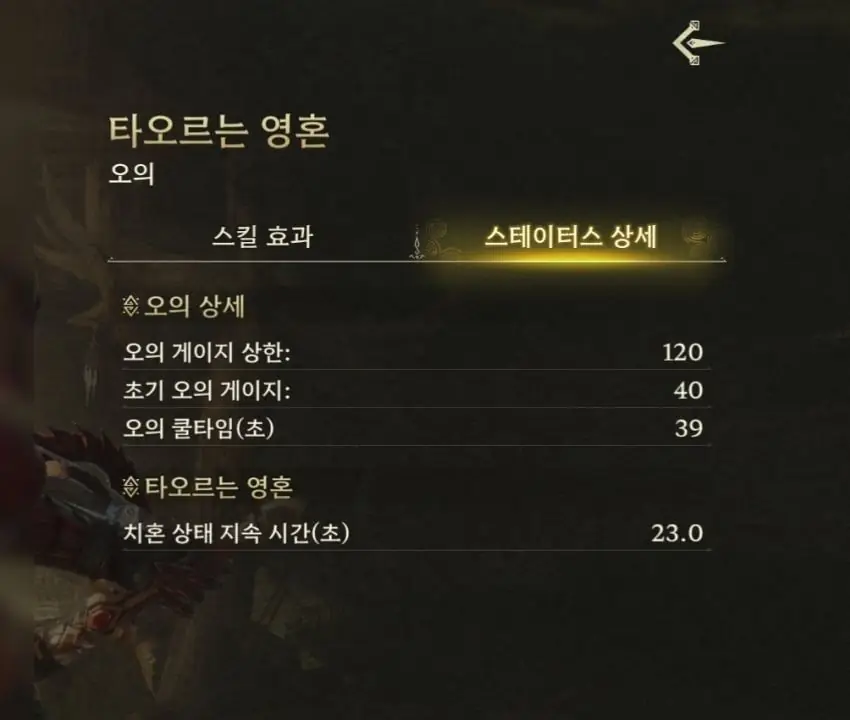 타오르는 영혼
오의
스킬 효과 스테이터스 상세
오의 상세
오의 게이지 상한: 120
초기 오의 게이지: 40
오의 쿨타임(초) 39
타오르는 영혼
치혼 상태 지속 시간(초) 23.0